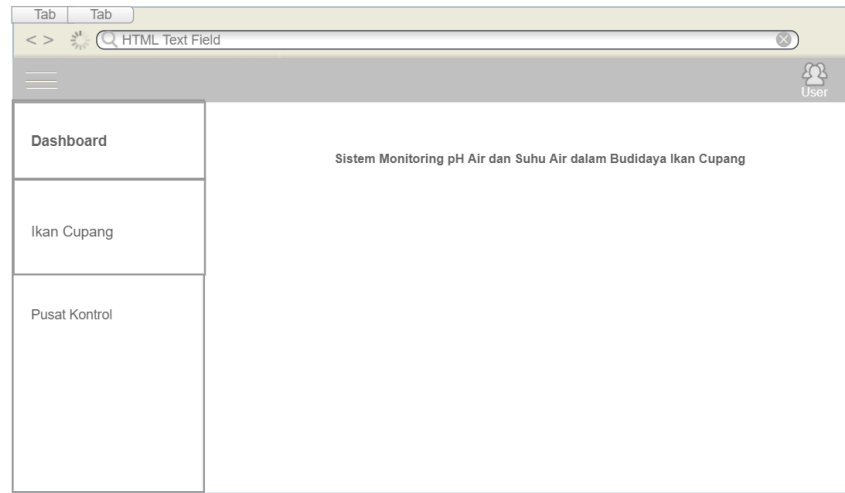 Tab Tab
< > HTML Text Field
User
Dashboard
Sistem Monitoring pH Air dan Suhu Air dalam Budidaya Ikan Cupang
Ikan Cupang
Pusat Kontrol